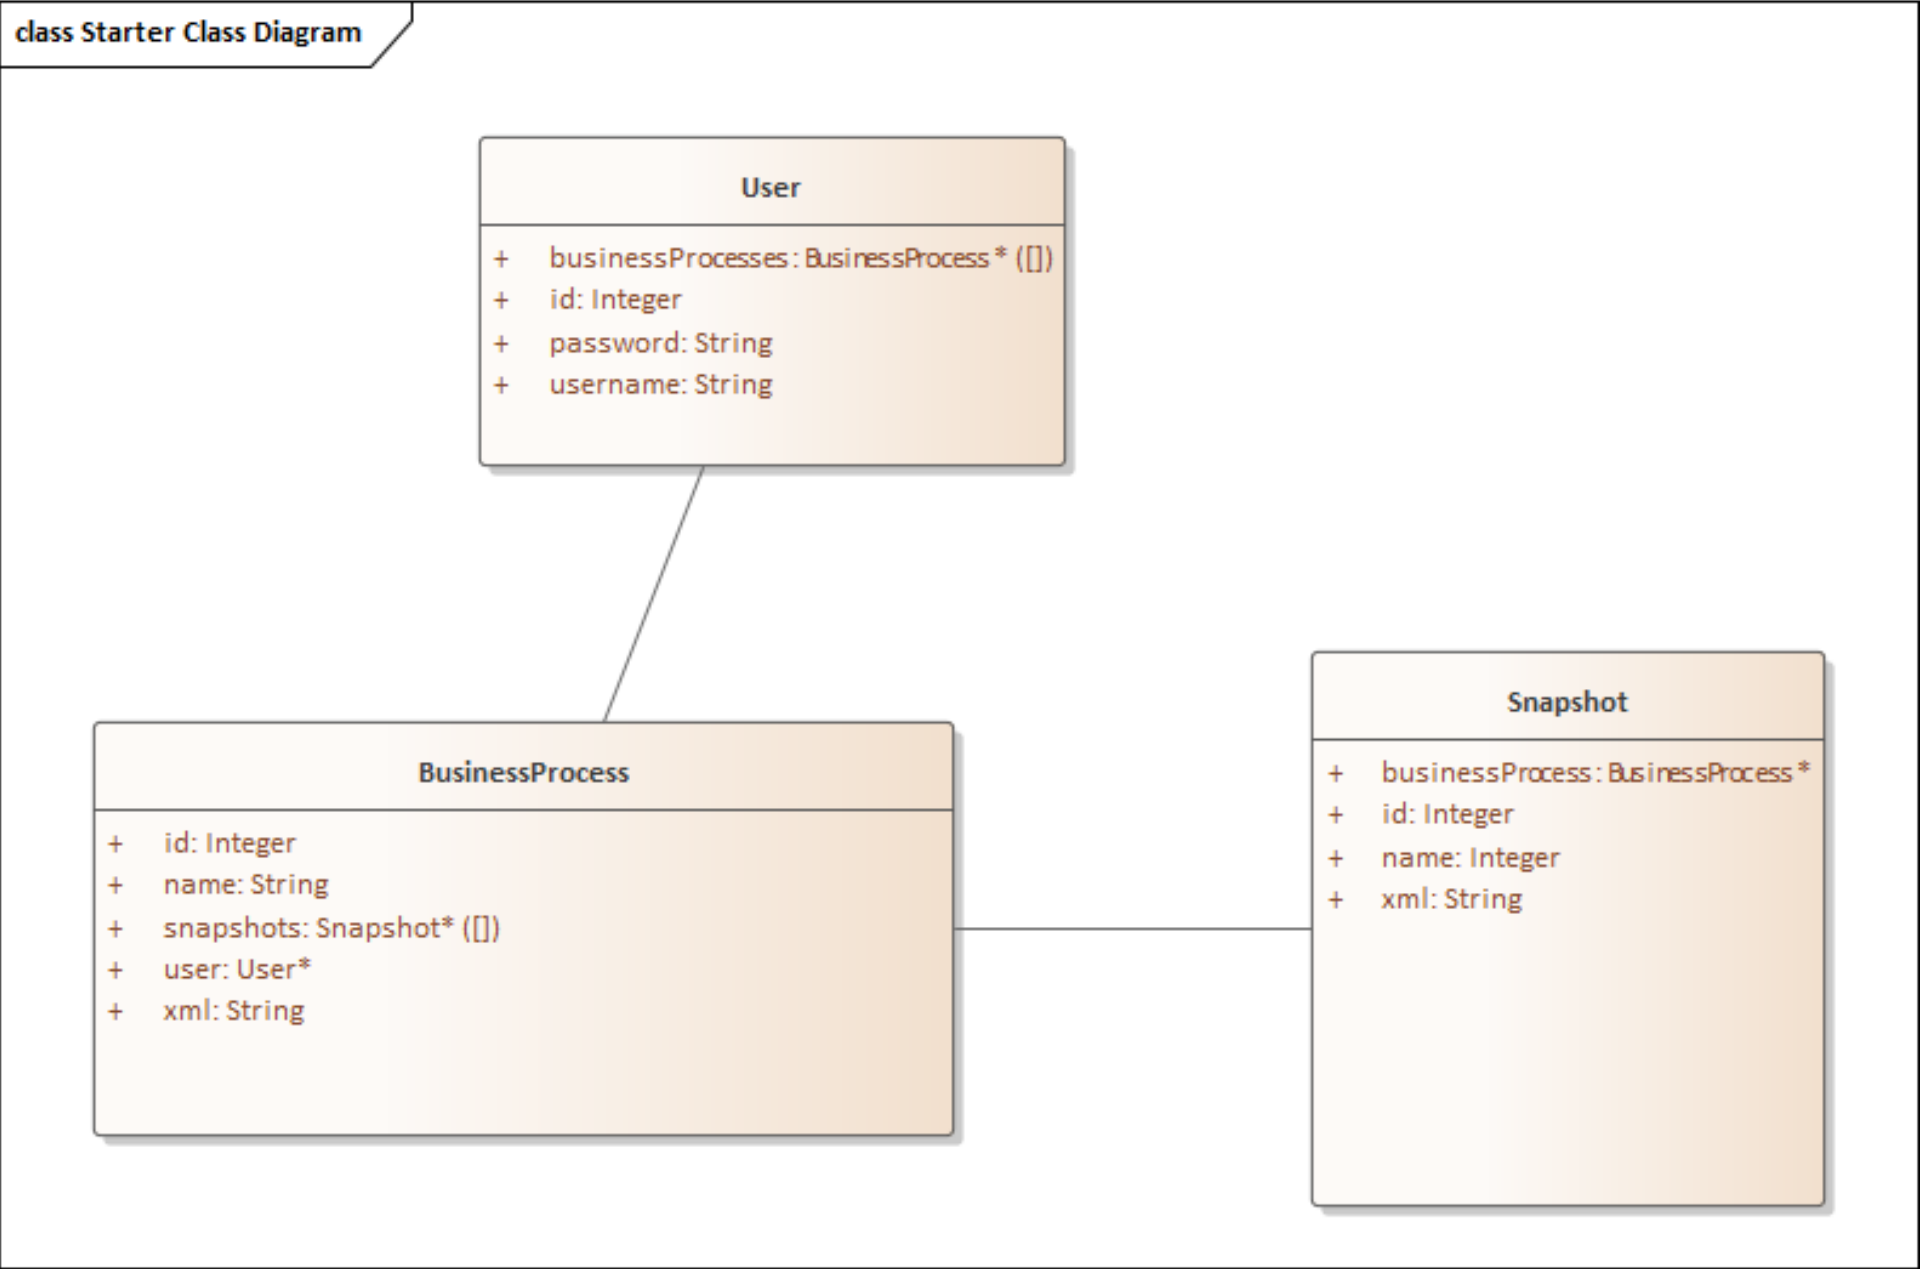 class Starter Class Diagram
User
+ businessProcesses: BusinessProcess* ([])
+ id: Integer
+ password: String
+ username: String
BusinessProcess
+ id: Integer
+ name: String
+ snapshots: Snapshot* ([])
+ user: User*
+ xml: String
Snapshot
+ businessProcess: BusinessProcess*
+ id: Integer
+ name: Integer
+ xml: String